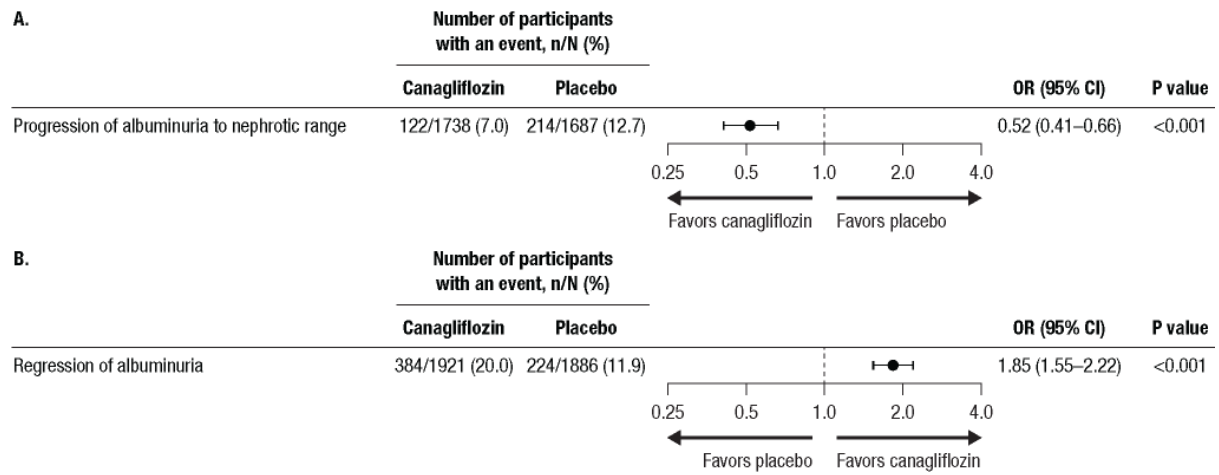 A.
Number of participants
with an event, n/N (%)
Canagliflozin Placebo OR (95% CI) P value
Progression of albuminuria to nephrotic range 122/1738 (7.0) 214/1687 (12.7) 0.52 (0.41–0.66) <0.001
0.25 0.5 1.0 2.0 4.0
Favors canagliflozin Favors placebo
B.
Number of participants
with an event, n/N (%)
Canagliflozin Placebo OR (95% CI) P value
Regression of albuminuria 384/1921 (20.0) 224/1886 (11.9) 1.85 (1.55–2.22) <0.001
0.25 0.5 1.0 2.0 4.0
Favors placebo Favors canagliflozin